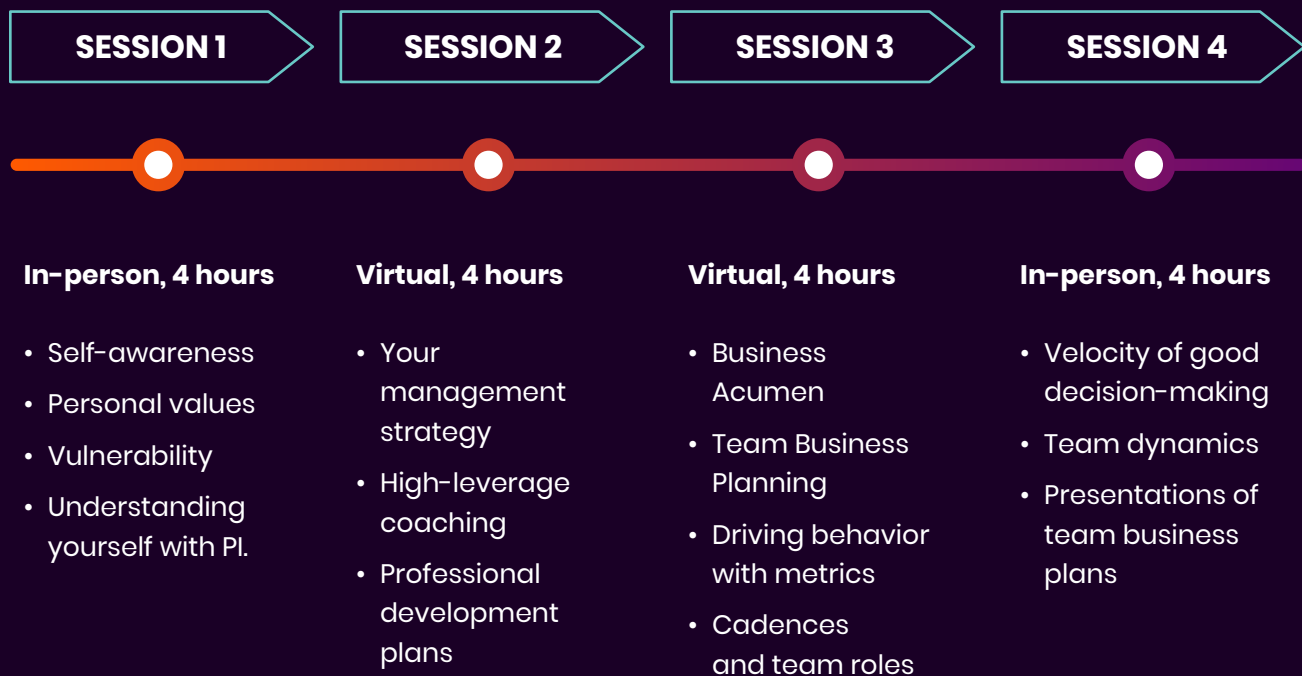 SESSION 1
SESSION 2
SESSION 3
SESSION 4
In-person, 4 hours
• Self-awareness
• Personal values
• Vulnerability
• Understanding
yourself with PI.
Virtual, 4 hours
• Your
management
strategy
• High-leverage
coaching
• Professional
development
plans
Virtual, 4 hours
• Business
Acumen
• Team Business
Planning
• Driving behavior
with metrics
• Cadences
and team roles
In-person, 4 hours
• Velocity of good
decision-making
• Team dynamics
• Presentations of
team business
plans